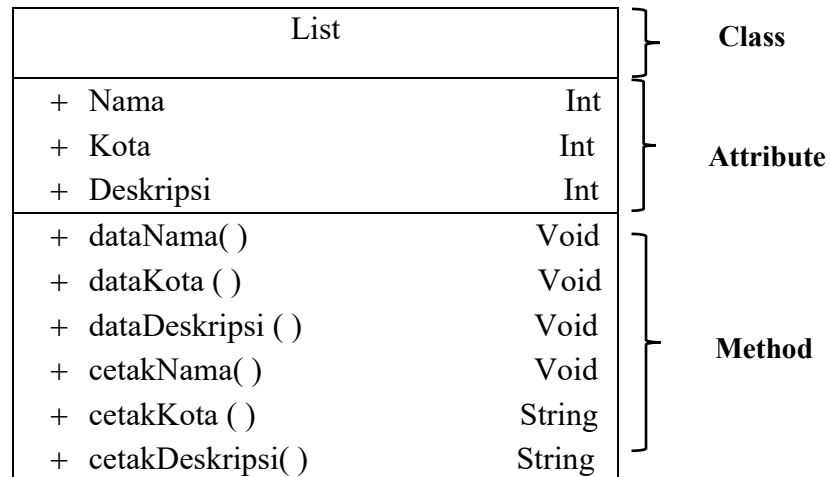 List
Class
+ Nama Int
+ Kota Int
+ Deskripsi Int
Attribute
+ dataNama( ) Void
+ dataKota ( ) Void
+ dataDeskripsi ( ) Void
+ cetakNama( ) Void
+ cetakKota ( ) String
+ cetakDeskripsi( ) String
Method